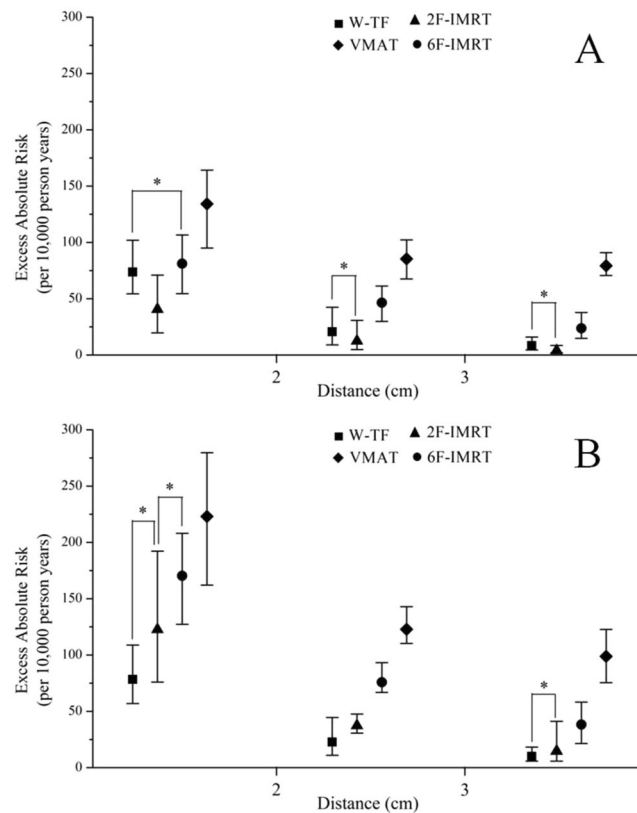 300
250
200
150
100
50
0
Excess Absolute Risk
(per 10,000 person years)
■ W-TF ▲ 2F-IMRT
◆ VMAT ● 6F-IMRT
A
*
*
*
2 3
Distance (cm)
300
250
200
150
100
50
0
Excess Absolute Risk
(per 10,000 person years)
■ W-TF ▲ 2F-IMRT
◆ VMAT ● 6F-IMRT
B
*
*
*
2 3
Distance (cm)